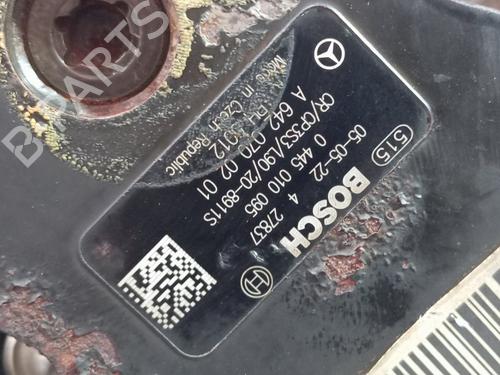 515
05-05-22
BOSCH
4 27837
0 445 010 095
CR/CP3S3/L90/20-8911S
A 642 070 02 01
Made in Czech Republic
B-PARTS